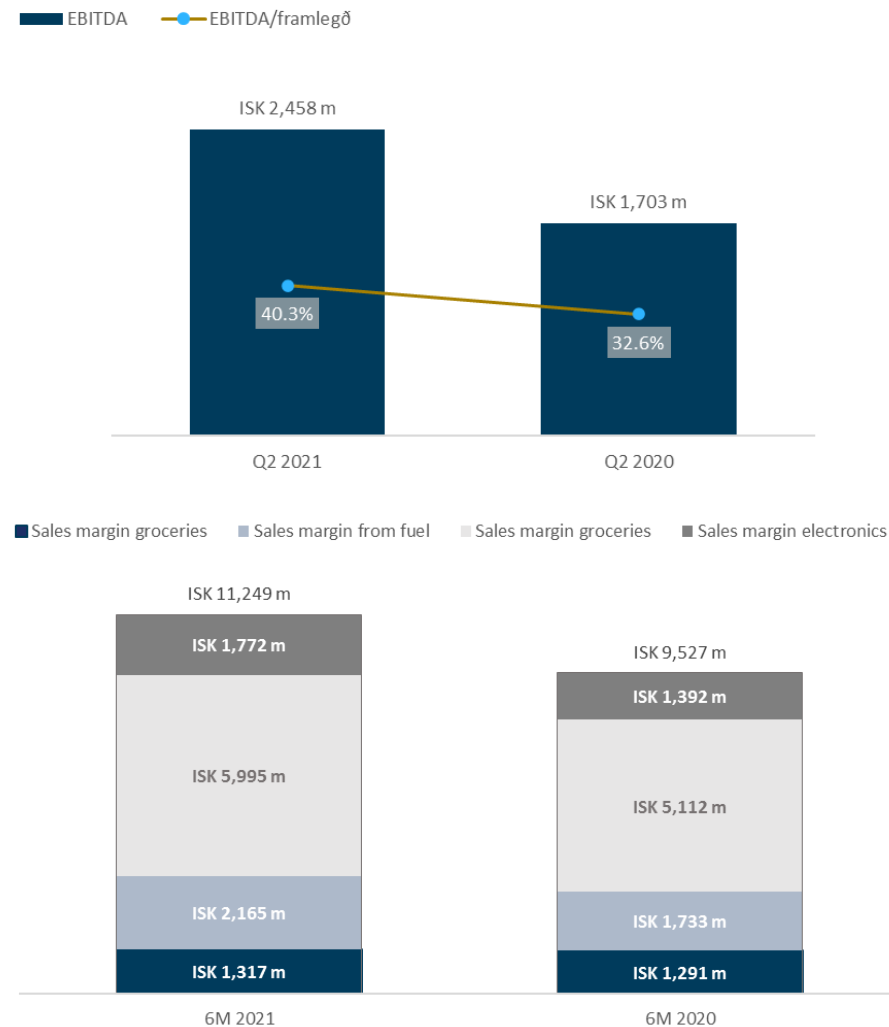 EBITDA EBITDA/framlegð
ISK 2,458 m
ISK 1,703 m
40.3%
32.6%
Q2 2021 Q2 2020
Sales margin groceries Sales margin from fuel Sales margin groceries Sales margin electronics
ISK 11,249 m
ISK 1,772 m
ISK 5,995 m
ISK 2,165 m
ISK 1,317 m
6M 2021
ISK 9,527 m
ISK 1,392 m
ISK 5,112 m
ISK 1,733 m
ISK 1,291 m
6M 2020